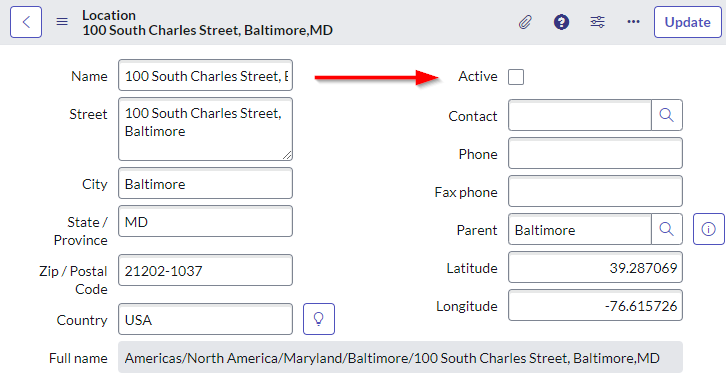 Location
100 South Charles Street, Baltimore,MD
Update
Name
100 South Charles Street, E
Street
100 South Charles Street,
Baltimore
City
Baltimore
State /
Province
MD
Zip / Postal
Code
21202-1037
Country
USA
Active
Contact
Phone
Fax phone
Parent
Baltimore
Latitude
39.287069
Longitude
-76.615726
Full name
Americas/North America/Maryland/Baltimore/100 South Charles Street, Baltimore,MD